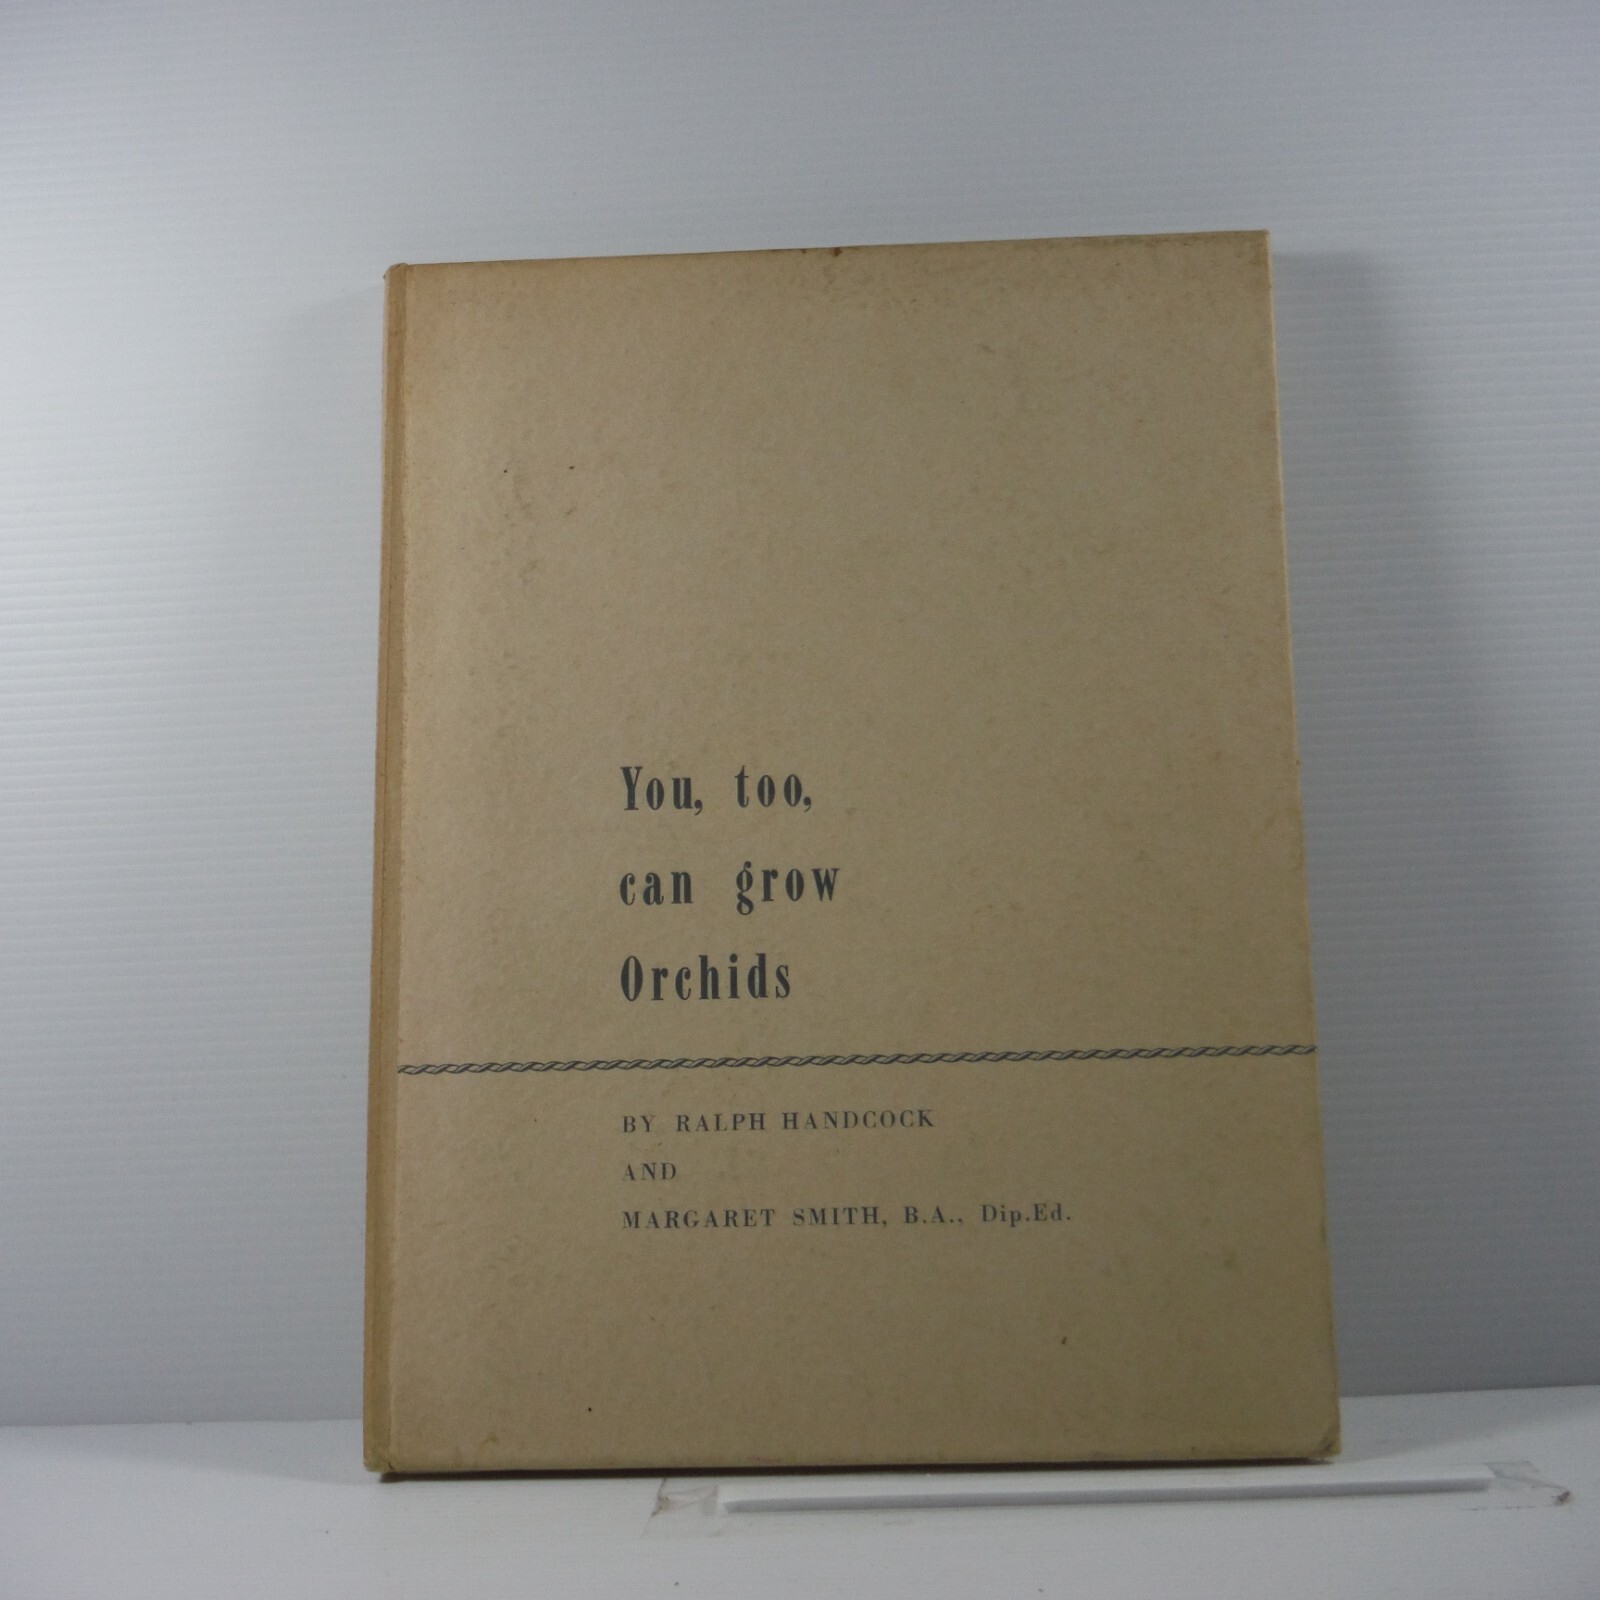 You, too,
can grow
Orchids
BY RALPH HANDCOCK
AND
MARGARET SMITH, B.A., Dip.Ed.